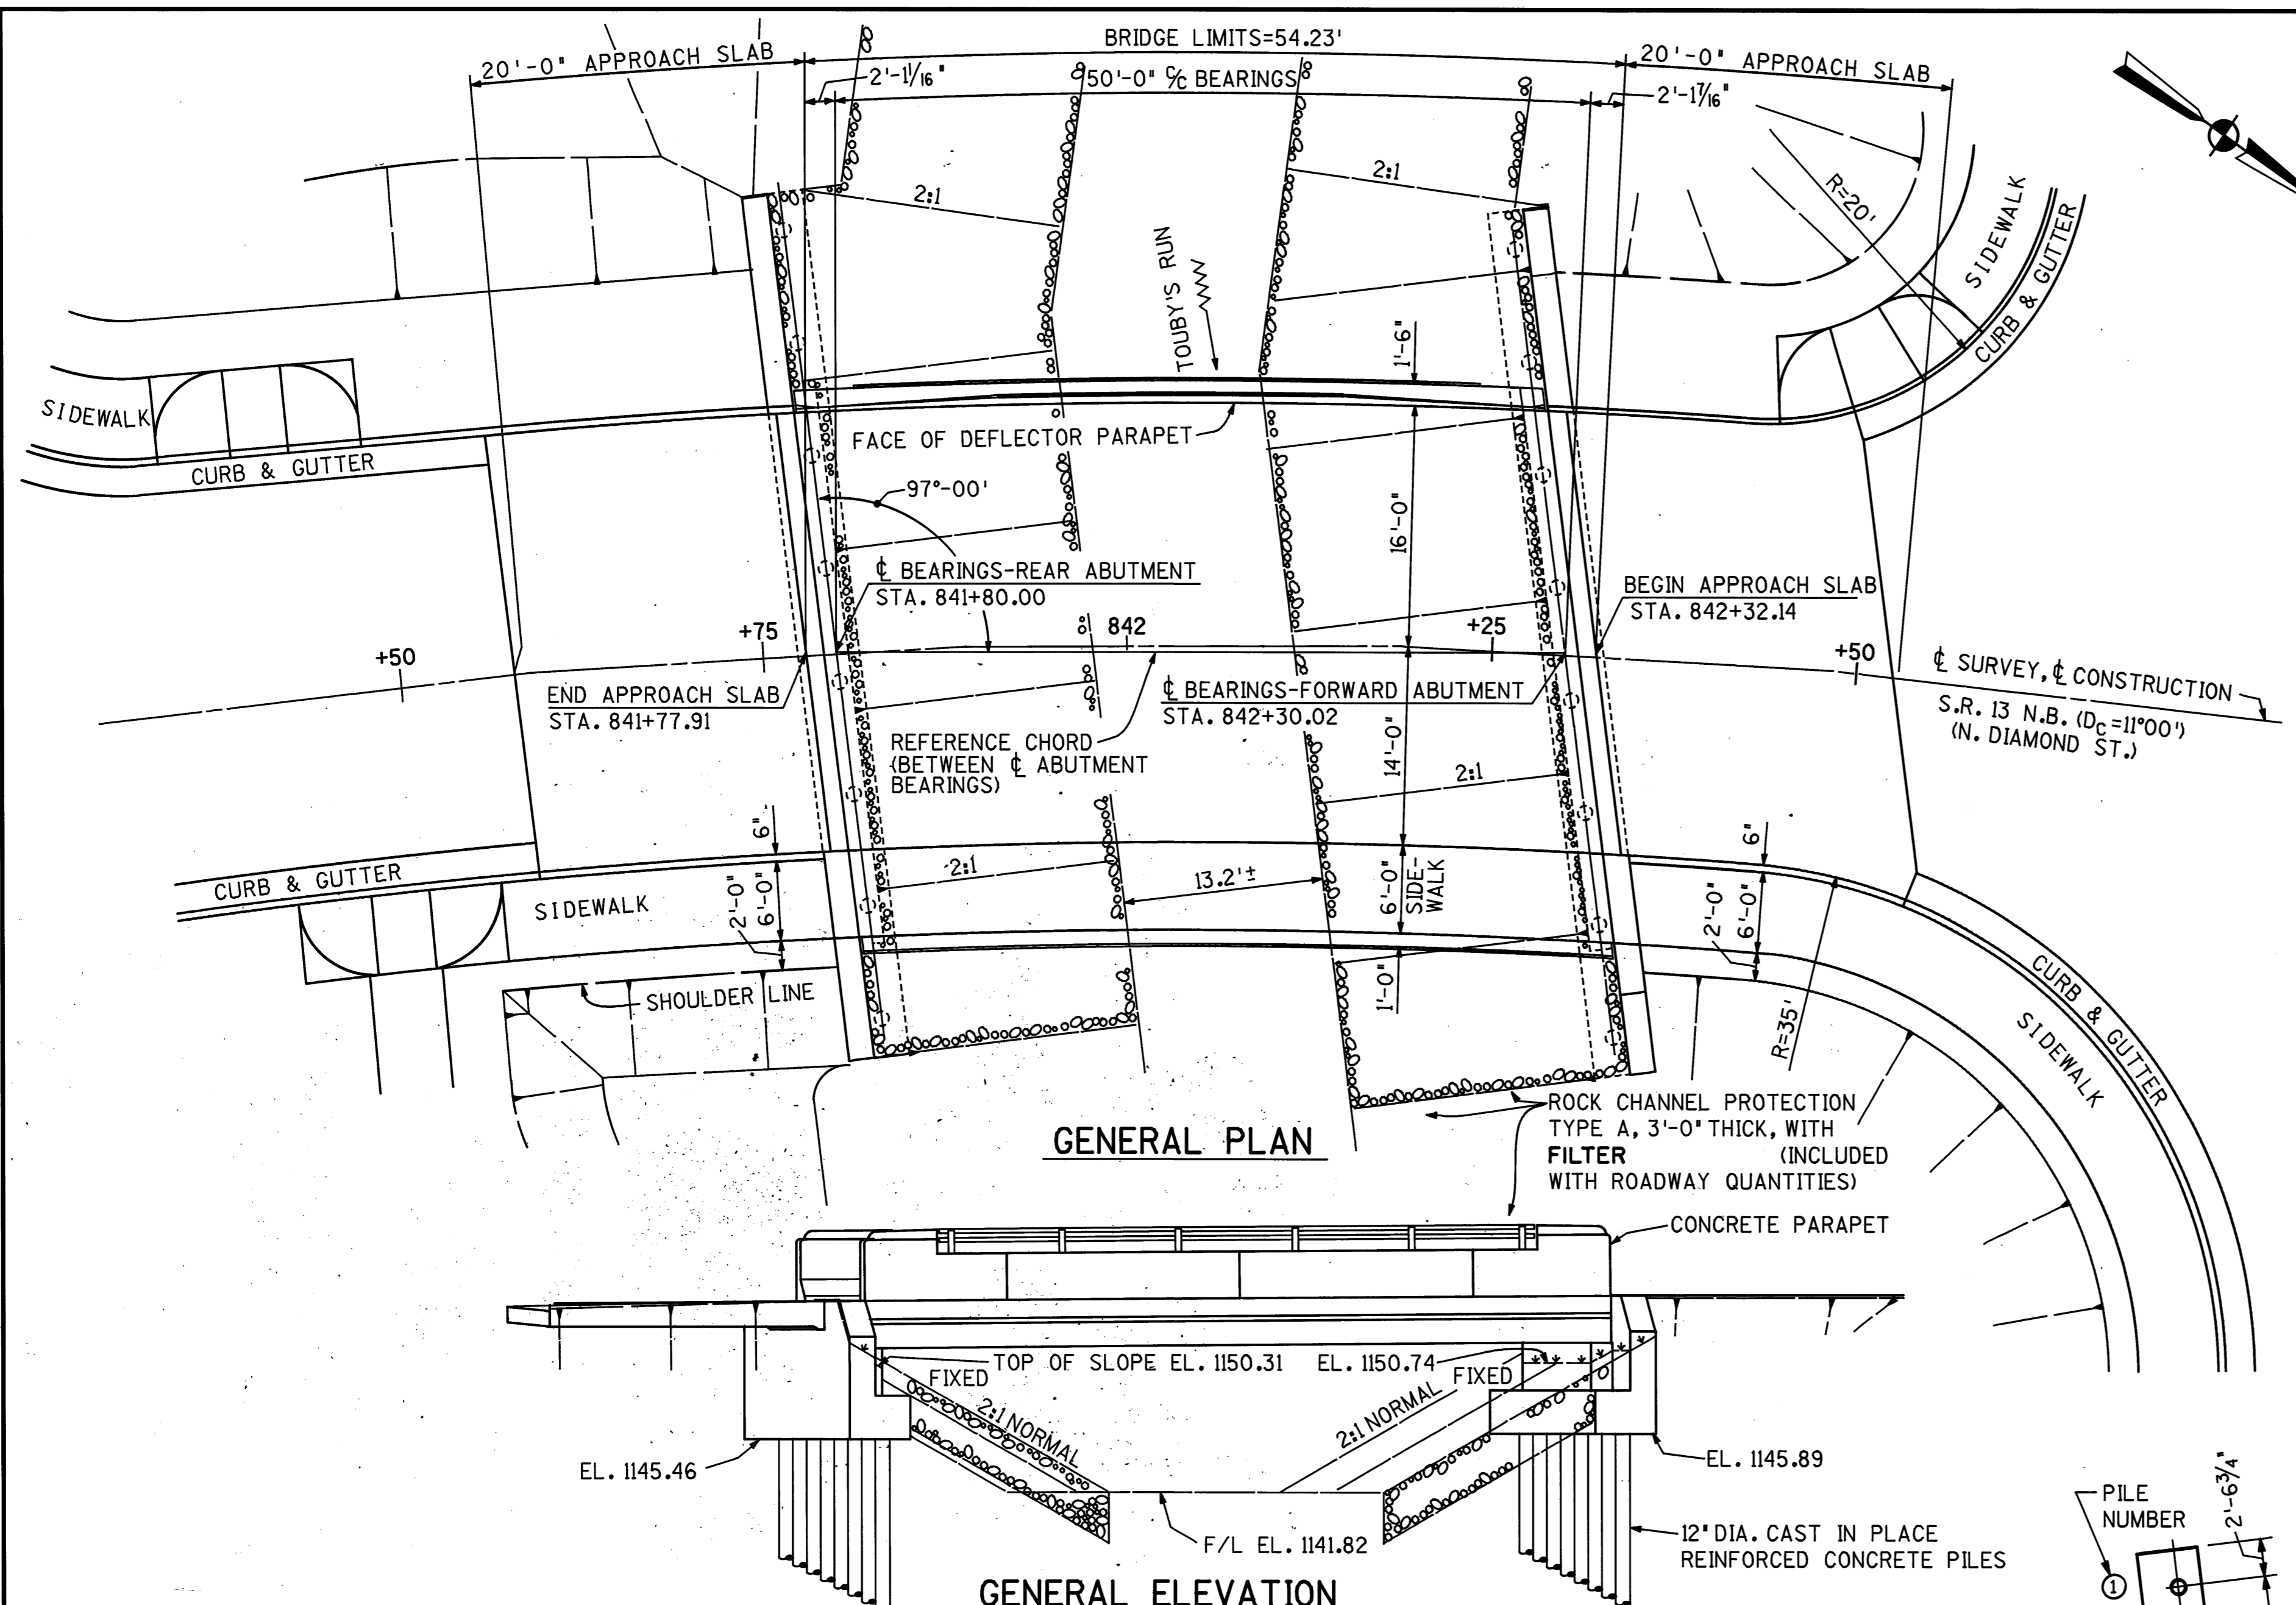 BRIDGE LIMITS=54.23'
20'-0" APPROACH SLAB
20'-0" APPROACH SLAB
2'-1 1/16"
50'-0" C/C BEARINGS
2'-1 7/16"
2:1
2:1
R=20'
SIDEWALK
CURB & GUTTER
TOUBY'S RUN
1'-6"
SIDEWALK
CURB & GUTTER
FACE OF DEFLECTOR PARAPET
97°-00'
16'-0"
℄ BEARINGS-REAR ABUTMENT
STA. 841+80.00
BEGIN APPROACH SLAB
STA. 842+32.14
+50
+75
842
+25
+50
END APPROACH SLAB
STA. 841+77.91
℄ BEARINGS-FORWARD ABUTMENT
STA. 842+30.02
℄ SURVEY, ℄ CONSTRUCTION
S.R. 13 N.B. (DC=11°00')
(N. DIAMOND ST.)
REFERENCE CHORD
(BETWEEN ℄ ABUTMENT
BEARINGS)
14'-0"
2:1
6"
6"
CURB & GUTTER
2:1
13.2'±
6'-0"
SIDE-
WALK
SIDEWALK
2'-0"
6'-0"
2'-0"
6'-0"
1'-0"
SHOULDER LINE
R=35'
CURB & GUTTER
SIDEWALK
GENERAL PLAN
ROCK CHANNEL PROTECTION
TYPE A, 3'-0" THICK, WITH
FILTER (INCLUDED
WITH ROADWAY QUANTITIES)
CONCRETE PARAPET
TOP OF SLOPE EL. 1150.31
EL. 1150.74
FIXED
FIXED
2:1 NORMAL
2:1 NORMAL
EL. 1145.46
EL. 1145.89
F/L EL. 1141.82
12" DIA. CAST IN PLACE
REINFORCED CONCRETE PILES
PILE
NUMBER
2'-6 3/4"
1
GENERAL ELEVATION